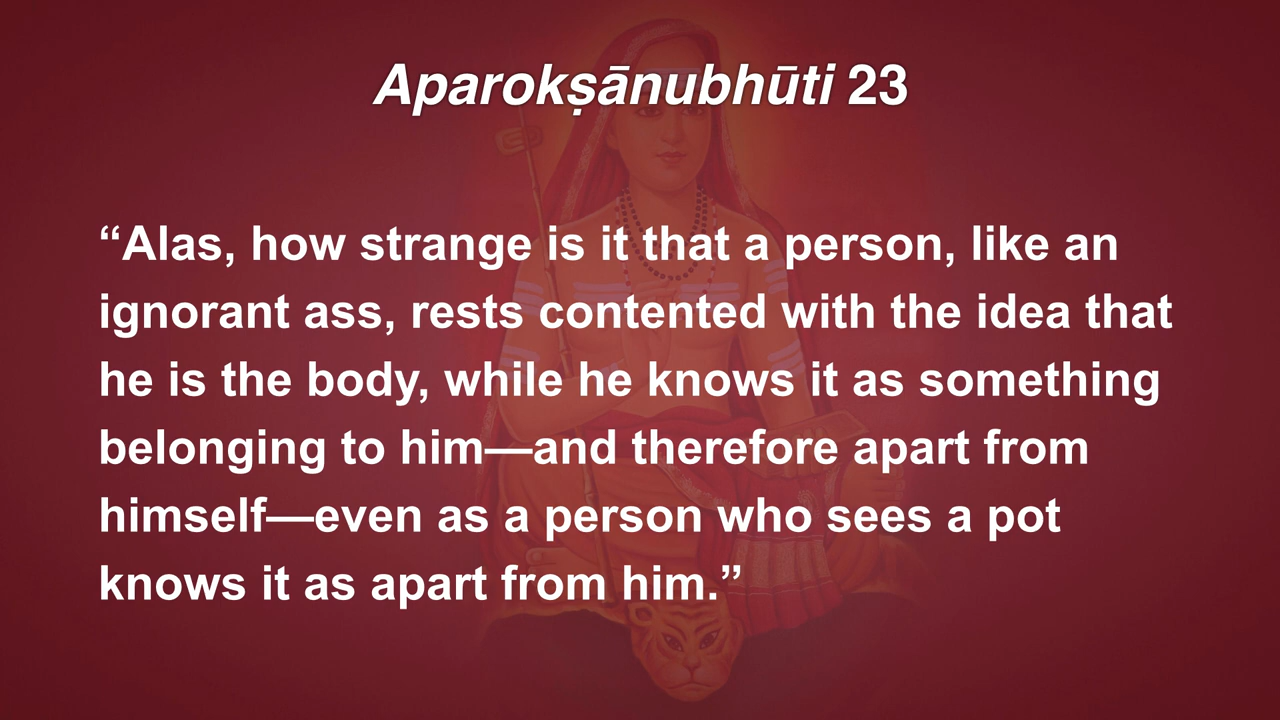 Aparokṣānubhūti 23
“Alas, how strange is it that a person, like an
ignorant ass, rests contented with the idea that
he is the body, while he knows it as something
belonging to him—and therefore apart from
himself—even as a person who sees a pot
knows it as apart from him.”